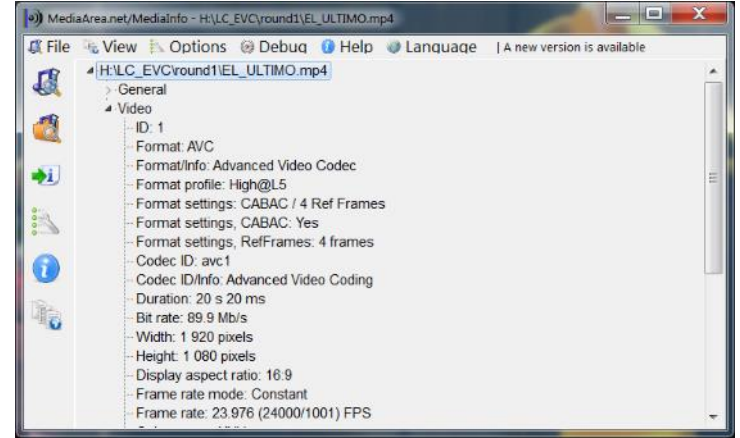 MediaArea.net/MediaInfo - H:\LC_EVC\round1\EL_ULTIMO.mp4
File View Options Debug Help Language | A new version is available
H:\LC_EVC\round1\EL_ULTIMO.mp4
General
Video
ID: 1
Format: AVC
Format/Info: Advanced Video Codec
Format profile: High@L5
Format settings: CABAC / 4 Ref Frames
Format settings, CABAC: Yes
Format settings, RefFrames: 4 frames
Codec ID: avc1
Codec ID/Info: Advanced Video Coding
Duration: 20 s 20 ms
Bit rate: 89.9 Mb/s
Width: 1 920 pixels
Height: 1 080 pixels
Display aspect ratio: 16:9
Frame rate mode: Constant
Frame rate: 23.976 (24000/1001) FPS